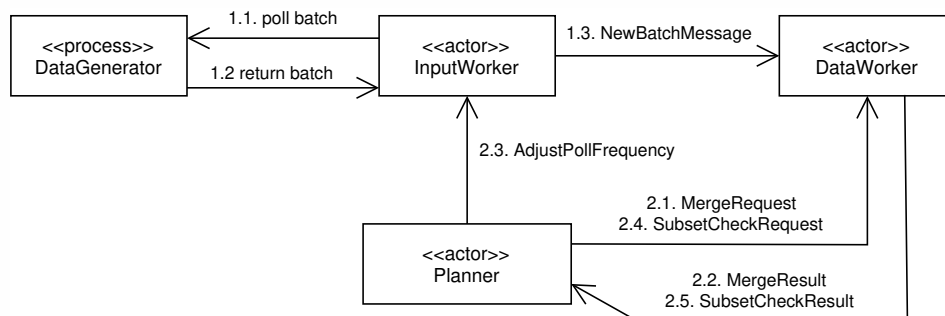 1.1. poll batch
<<process>>
DataGenerator
1.2 return batch
<<actor>>
InputWorker
1.3. NewBatchMessage
<<actor>>
DataWorker
2.3. AdjustPollFrequency
2.1. MergeRequest
2.4. SubsetCheckRequest
<<actor>>
Planner
2.2. MergeResult
2.5. SubsetCheckResult